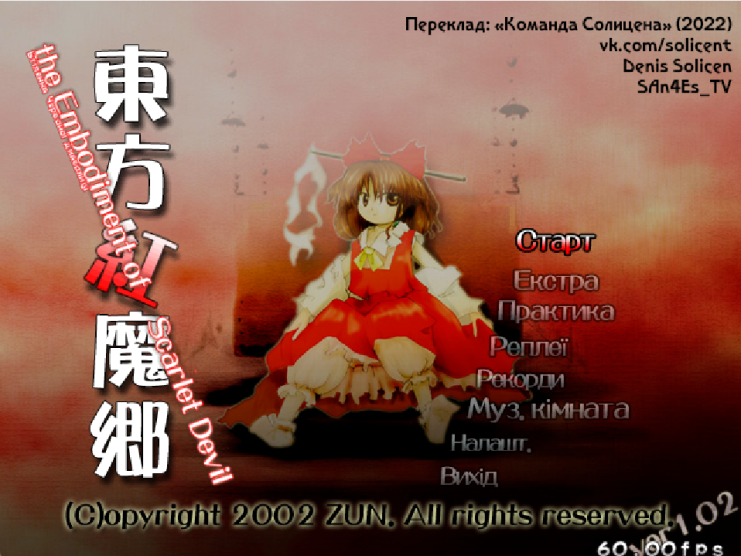 Переклад: «Команда Солицена» (2022)
vk.com/solicent
Denis Solicen
SAn4Es_TV
東方紅魔郷
the Embodiment of Scarlet Devil
Старт
Екстра
Практика
Реплеї
Рекорди
Муз. кімната
Налашт.
Вихід
(C)opyright 2002 ZUN. All rights reserved.
ver1.02
60.00fps